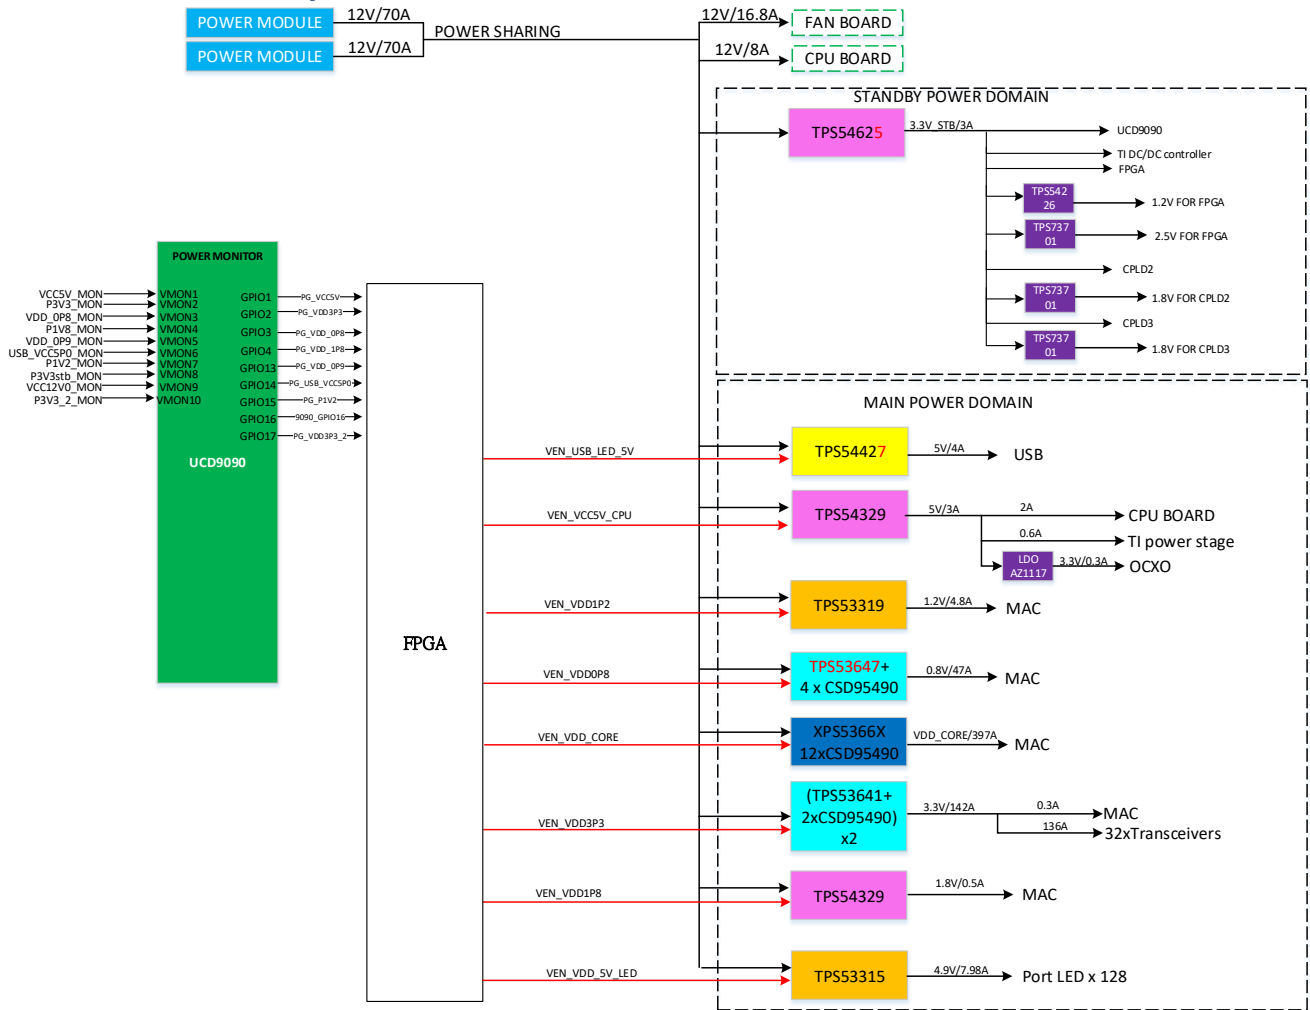 POWER MODULE
12V/70A
POWER MODULE
12V/70A
POWER SHARING
12V/16.8A
FAN BOARD
12V/8A
CPU BOARD
STANDBY POWER DOMAIN
TPS54625
3.3V_STB/3A
UCD9090
TI DC/DC controller
FPGA
TPS542
26
1.2V FOR FPGA
TPS737
01
2.5V FOR FPGA
CPLD2
TPS737
01
1.8V FOR CPLD2
CPLD3
TPS737
01
1.8V FOR CPLD3
POWER MONITOR
VCC5V_MON
P3V3_MON
VDD_0P8_MON
P1V8_MON
VDD_0P9_MON
USB_VCC5P0_MON
P1V2_MON
P3V3stb_MON
VCC12V0_MON
P3V3_2_MON
VMON1
VMON2
VMON3
VMON4
VMON5
VMON6
VMON7
VMON8
VMON9
VMON10
GPIO1
GPIO2
GPIO3
GPIO4
GPIO13
GPIO14
GPIO15
GPIO16
GPIO17
PG_VCC5V
PG_VDD3P3
PG_VDD_0P8
PG_VDD_1P8
PG_VDD_0P9
PG_USB_VCC5P0
PG_P1V2
9090_GPIO16
PG_VDD3P3_2
UCD9090
FPGA
MAIN POWER DOMAIN
VEN_USB_LED_5V
TPS54427
5V/4A
USB
VEN_VCC5V_CPU
TPS54329
5V/3A
2A
CPU BOARD
0.6A
TI power stage
LDO
AZ1117
3.3V/0.3A
OCXO
VEN_VDD1P2
TPS53319
1.2V/4.8A
MAC
VEN_VDD0P8
TPS53647+
4 x CSD95490
0.8V/47A
MAC
VEN_VDD_CORE
XPS5366X
12xCSD95490
VDD_CORE/397A
MAC
VEN_VDD3P3
(TPS53641+
2xCSD95490)
x2
3.3V/142A
0.3A
MAC
136A
32xTransceivers
VEN_VDD1P8
TPS54329
1.8V/0.5A
MAC
VEN_VDD_5V_LED
TPS53315
4.9V/7.98A
Port LED x 128